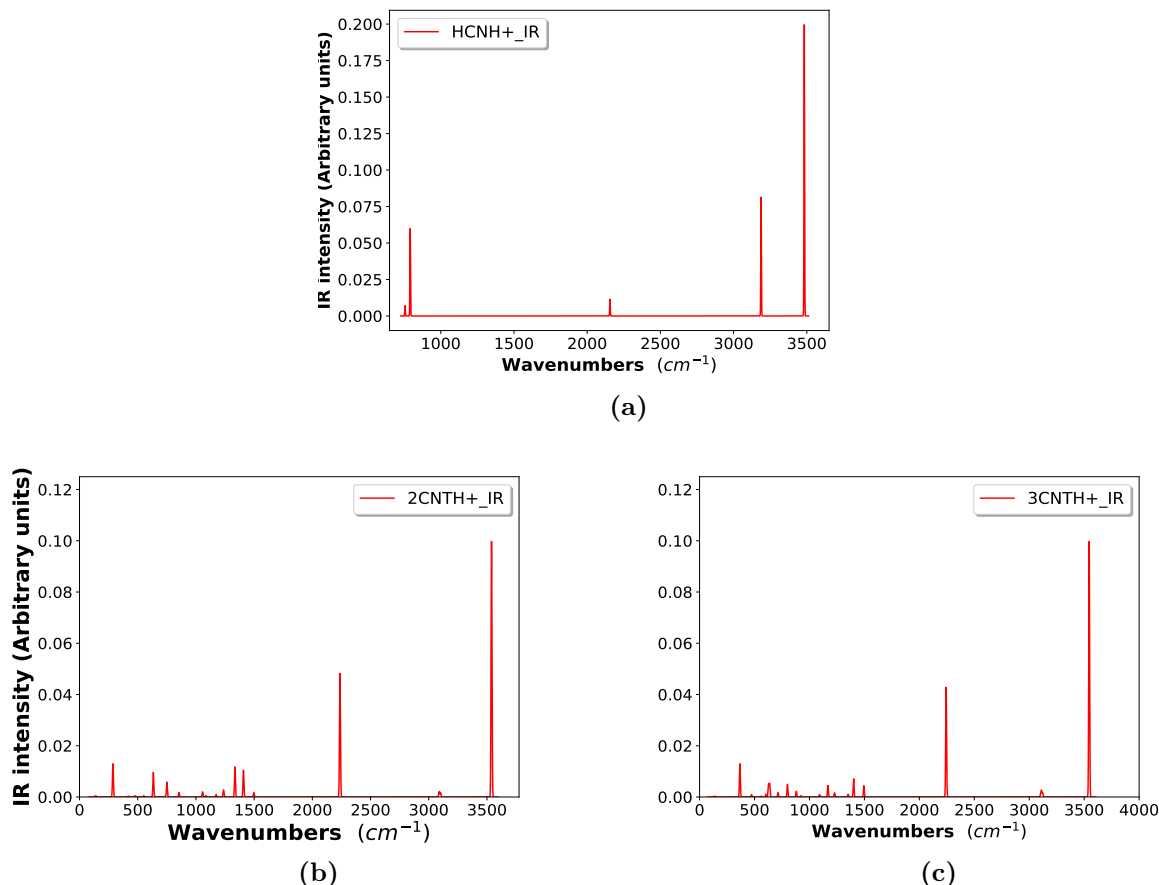 HCNH+_IR
IR intensity (Arbitrary units)
0.200
0.175
0.150
0.125
0.100
0.075
0.050
0.025
0.000
1000 1500 2000 2500 3000 3500
Wavenumbers (cm⁻¹)
(a)
2CNTH+_IR
IR intensity (Arbitrary units)
0.12
0.10
0.08
0.06
0.04
0.02
0.00
0 500 1000 1500 2000 2500 3000 3500
Wavenumbers (cm⁻¹)
(b)
3CNTH+_IR
0.12
0.10
0.08
0.06
0.04
0.02
0.00
0 500 1000 1500 2000 2500 3000 3500 4000
Wavenumbers (cm⁻¹)
(c)